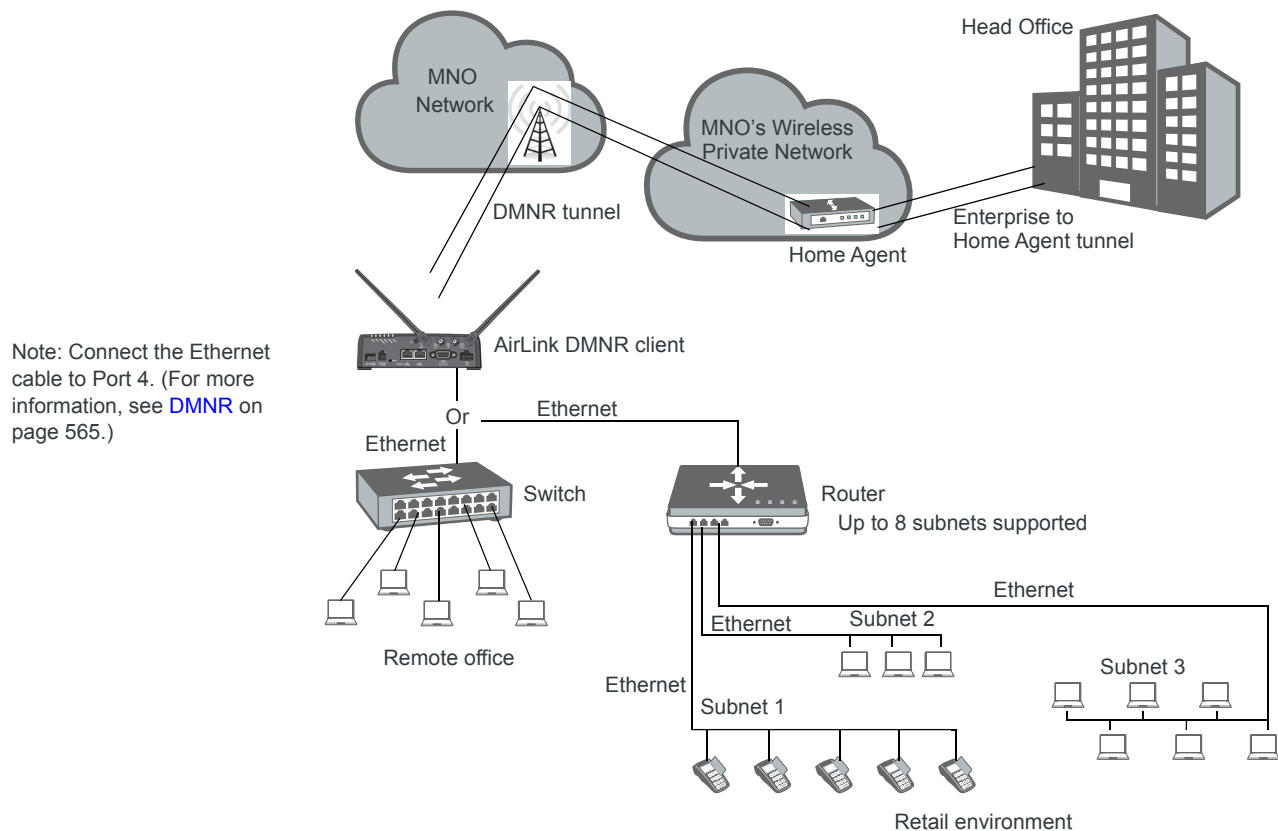 Head Office
MNO
Network
MNO's Wireless
Private Network
DMNR tunnel
Enterprise to
Home Agent tunnel
Home Agent
AirLink DMNR client
Note: Connect the Ethernet
cable to Port 4. (For more
information, see DMNR on
page 565.)
Or
Ethernet
Ethernet
Switch
Router
Up to 8 subnets supported
Remote office
Ethernet
Ethernet
Subnet 2
Subnet 3
Ethernet
Subnet 1
Retail environment